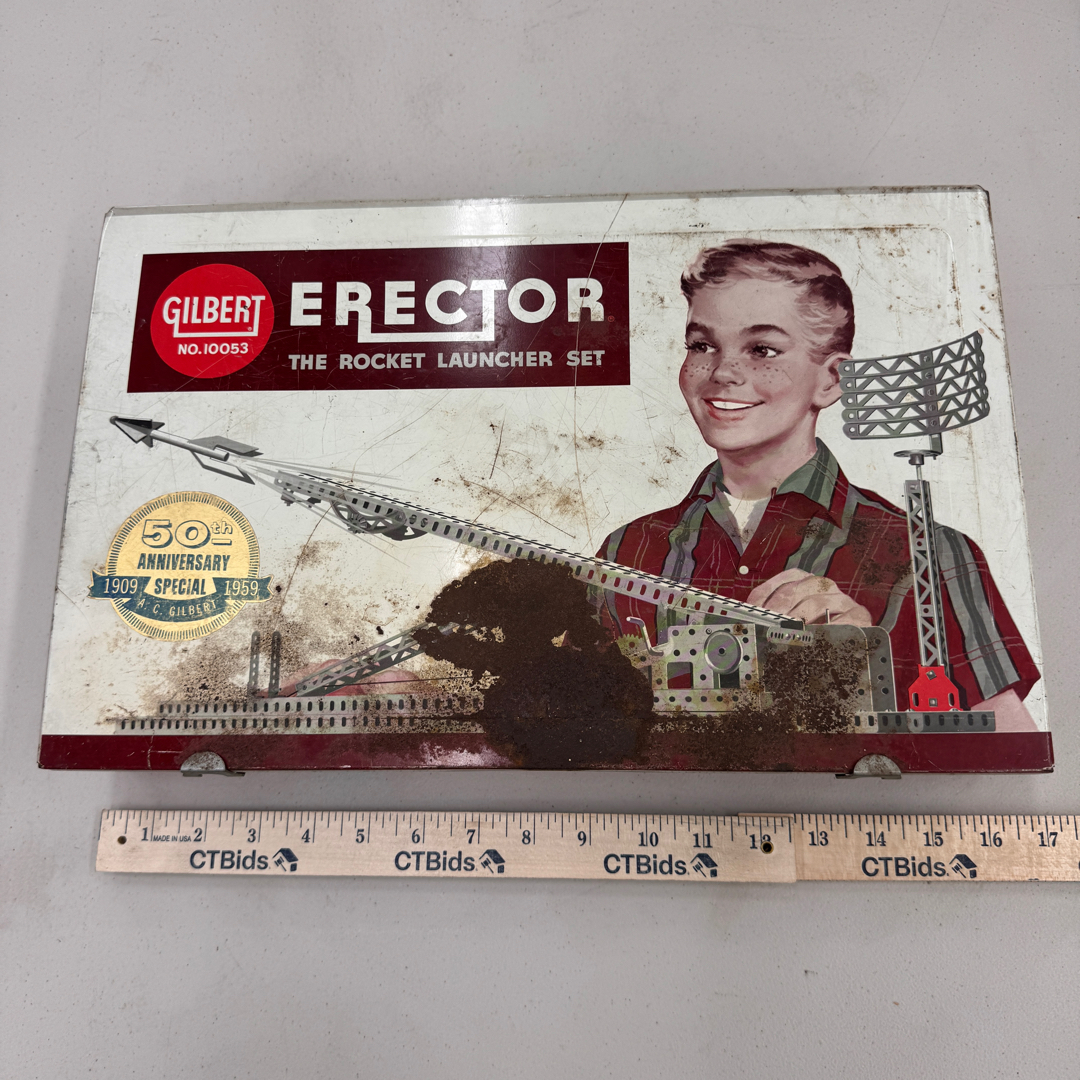 GILBERT
NO. 10053
ERECTOR
THE ROCKET LAUNCHER SET
50th
ANNIVERSARY
1909 SPECIAL 1959
A. C. GILBERT
1 MADE IN USA 2 3 4 5 6 7 8 9 10 11 12 13 14 15 16 17
CTBids. CTBids. CTBids. CTBids.